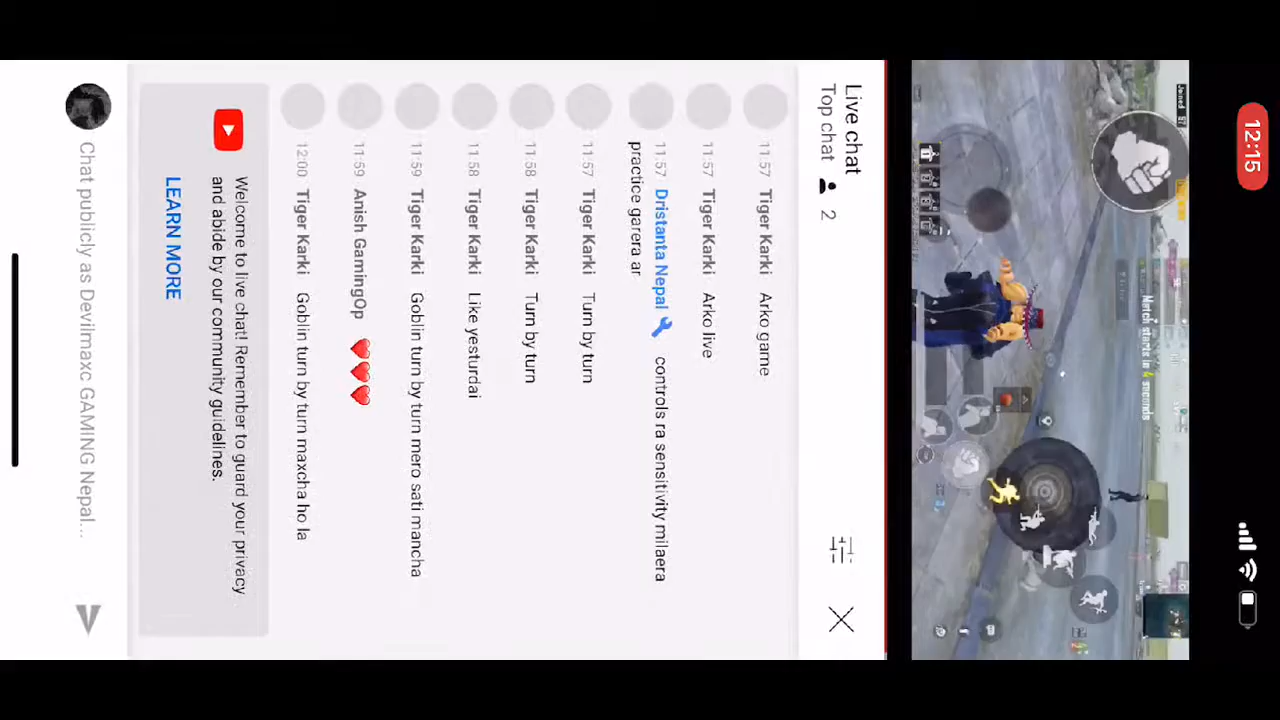 12:15
Joined 57
Match starts in 4 seconds
Live chat
Top chat 2
11:57 Tiger Karki Arko game
11:57 Tiger Karki Arko live
11:57 Dristanta Nepal controls ra sensitivity milaera
practice garera ar
11:57 Tiger Karki Turn by turn
11:58 Tiger Karki Turn by turn
11:58 Tiger Karki Like yesturdai
11:59 Tiger Karki Goblin turn by turn mero sati mancha
11:59 Anish GamingOp ❤️❤️❤️
12:00 Tiger Karki Goblin turn by turn maxcha ho la
Welcome to live chat! Remember to guard your privacy
and abide by our community guidelines.
LEARN MORE
Chat publicly as Devilmaxc GAMING Nepal...